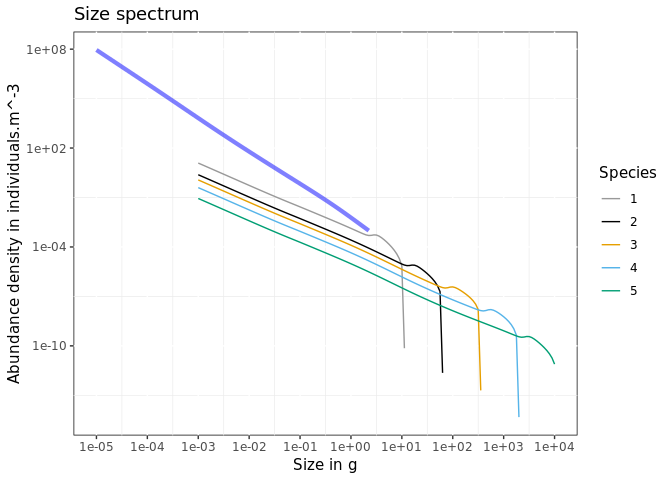 Size spectrum
Abundance density in individuals.m^-3
1e+08
1e+02
1e-04
1e-10
1e-05 1e-04 1e-03 1e-02 1e-01 1e+00 1e+01 1e+02 1e+03 1e+04
Size in g
Species
1
2
3
4
5